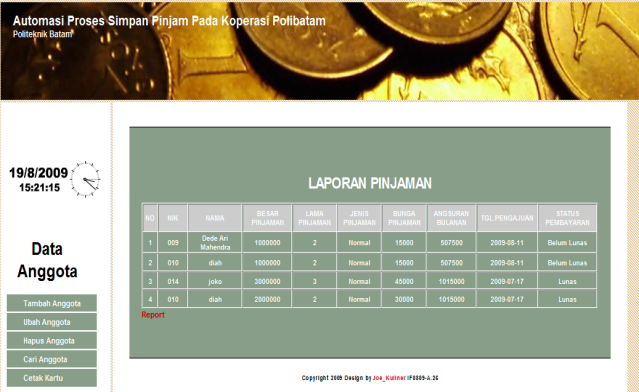 Automasi Proses Simpan Pinjam Pada Koperasi Polibatam
Politeknik Batam
19/8/2009
15:21:15
Data
Anggota
Tambah Anggota
Ubah Anggota
Hapus Anggota
Cari Anggota
Cetak Kartu
LAPORAN PINJAMAN
NO NIK NAMA BESAR PINJAMAN LAMA PINJAMAN JENIS PINJAMAN BUNGA PINJAMAN ANGSURAN BULANAN TGL PENGAJUAN STATUS PEMBAYARAN
1 009 Dede Ari Mahendra 1000000 2 Normal 15000 507500 2009-08-11 Belum Lunas
2 010 diah 1000000 2 Normal 15000 507500 2009-08-11 Belum Lunas
3 014 joko 3000000 3 Normal 45000 1015000 2009-07-17 Lunas
4 010 diah 2000000 2 Normal 30000 1015000 2009-07-17 Lunas
Report
Copyright 2009 Design by Joe_Kuliner IF0809-A.26